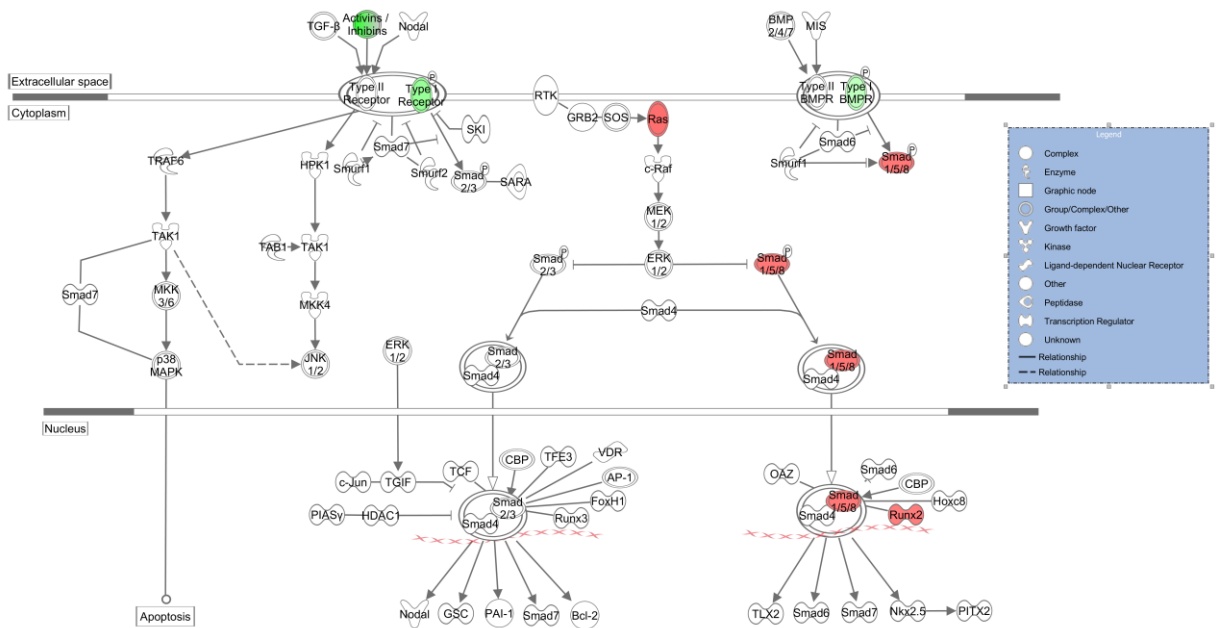 TGF-β
Activins /
Inhibins
Nodal
BMP
2/4/7
MIS
Extracellular space
Cytoplasm
Type II
Receptor
P
Type I
Receptor
RTK
GRB2
SOS
Ras
Type II
BMPR
P
Type I
BMPR
SKI
Smad7
Smurf1
Smurf2
P
Smad
2/3
SARA
TRAF6
HPK1
c-Raf
Smad6
Smurf1
P
Smad
1/5/8
MEK
1/2
TAK1
TAB1
TAK1
P
Smad
2/3
ERK
1/2
P
Smad
1/5/8
Smad7
MKK
3/6
MKK4
Smad4
p38
MAPK
JNK
1/2
ERK
1/2
Smad
2/3
Smad4
Smad
1/5/8
Smad4
Nucleus
c-Jun
TGIF
TCF
CBP
TFE3
VDR
AP-1
FoxH1
Runx3
PIASγ
HDAC1
Smad
2/3
Smad4
OAZ
Smad6
CBP
Hoxc8
Runx2
Smad
1/5/8
Smad4
Apoptosis
Nodal
GSC
PAI-1
Smad7
Bcl-2
TLX2
Smad6
Smad7
Nkx2.5
PITX2
Legend
Complex
Enzyme
Graphic node
Group/Complex/Other
Growth factor
Kinase
Ligand-dependent Nuclear Receptor
Other
Peptidase
Transcription Regulator
Unknown
Relationship
Relationship